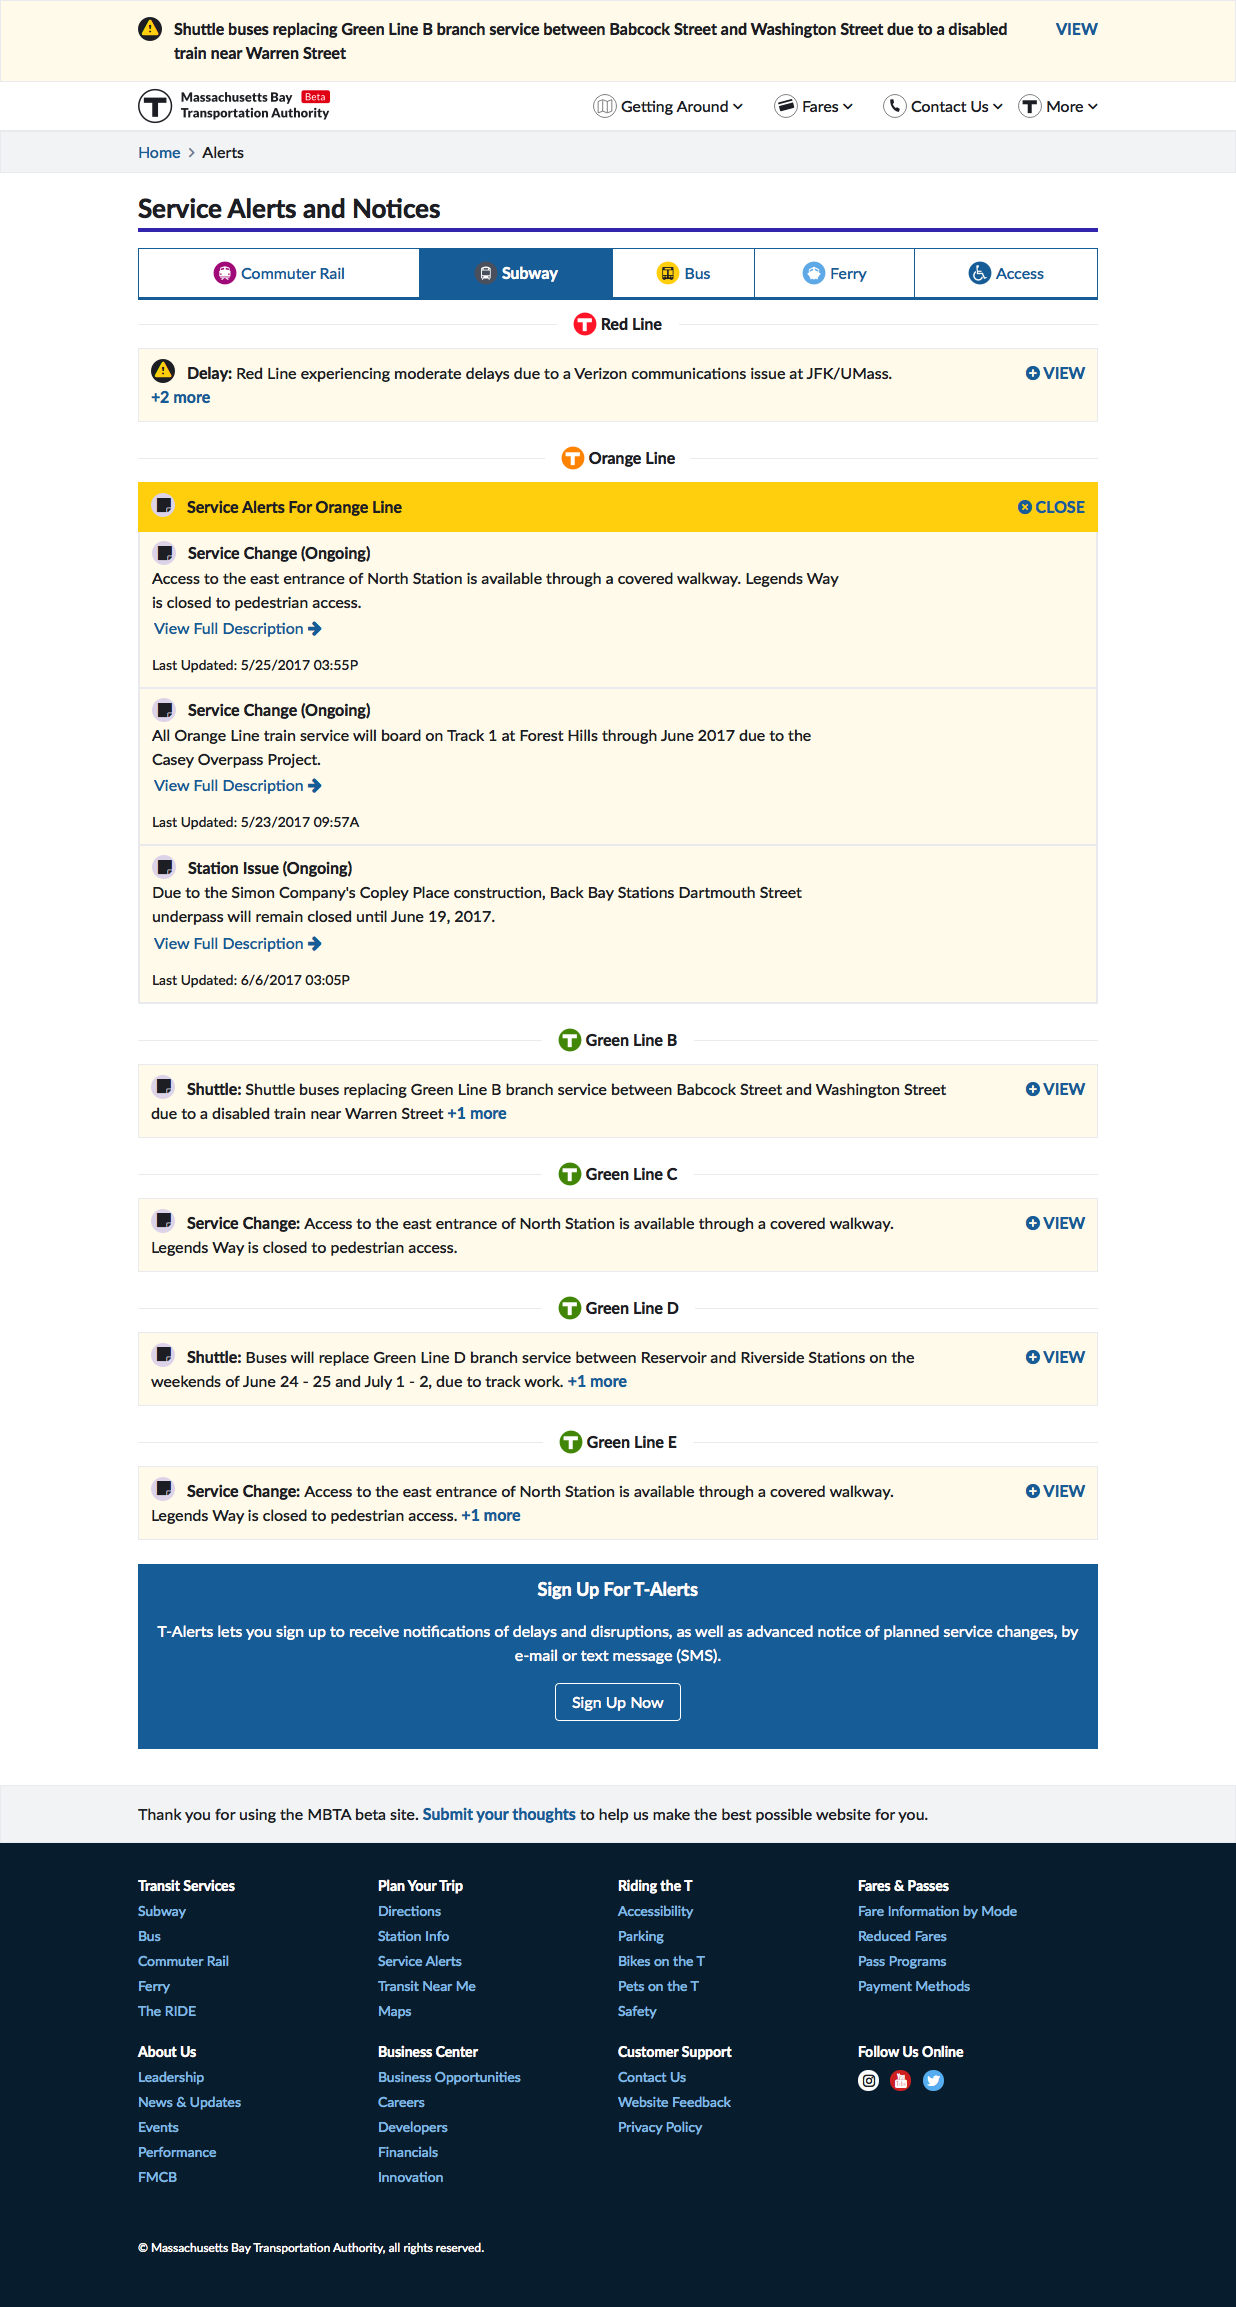 Shuttle buses replacing Green Line B branch service between Babcock Street and Washington Street due to a disabled
train near Warren Street
VIEW
Massachusetts Bay Beta
Transportation Authority
Getting Around
Fares
Contact Us
More
Home > Alerts
Service Alerts and Notices
Commuter Rail
Subway
Bus
Ferry
Access
Red Line
Delay: Red Line experiencing moderate delays due to a Verizon communications issue at JFK/UMass.
+2 more
VIEW
Orange Line
Service Alerts For Orange Line
CLOSE
Service Change (Ongoing)
Access to the east entrance of North Station is available through a covered walkway. Legends Way
is closed to pedestrian access.
View Full Description
Last Updated: 5/25/2017 03:55P
Service Change (Ongoing)
All Orange Line train service will board on Track 1 at Forest Hills through June 2017 due to the
Casey Overpass Project.
View Full Description
Last Updated: 5/23/2017 09:57A
Station Issue (Ongoing)
Due to the Simon Company's Copley Place construction, Back Bay Stations Dartmouth Street
underpass will remain closed until June 19, 2017.
View Full Description
Last Updated: 6/6/2017 03:05P
Green Line B
Shuttle: Shuttle buses replacing Green Line B branch service between Babcock Street and Washington Street
due to a disabled train near Warren Street +1 more
VIEW
Green Line C
Service Change: Access to the east entrance of North Station is available through a covered walkway.
Legends Way is closed to pedestrian access.
VIEW
Green Line D
Shuttle: Buses will replace Green Line D branch service between Reservoir and Riverside Stations on the
weekends of June 24 - 25 and July 1 - 2, due to track work. +1 more
VIEW
Green Line E
Service Change: Access to the east entrance of North Station is available through a covered walkway.
Legends Way is closed to pedestrian access. +1 more
VIEW
Sign Up For T-Alerts
T-Alerts lets you sign up to receive notifications of delays and disruptions, as well as advanced notice of planned service changes, by
e-mail or text message (SMS).
Sign Up Now
Thank you for using the MBTA beta site. Submit your thoughts to help us make the best possible website for you.
Transit Services
Subway
Bus
Commuter Rail
Ferry
The RIDE
Plan Your Trip
Directions
Station Info
Service Alerts
Transit Near Me
Maps
Riding the T
Accessibility
Parking
Bikes on the T
Pets on the T
Safety
Fares & Passes
Fare Information by Mode
Reduced Fares
Pass Programs
Payment Methods
About Us
Leadership
News & Updates
Events
Performance
FMCB
Business Center
Business Opportunities
Careers
Developers
Financials
Innovation
Customer Support
Contact Us
Website Feedback
Privacy Policy
Follow Us Online
© Massachusetts Bay Transportation Authority, all rights reserved.